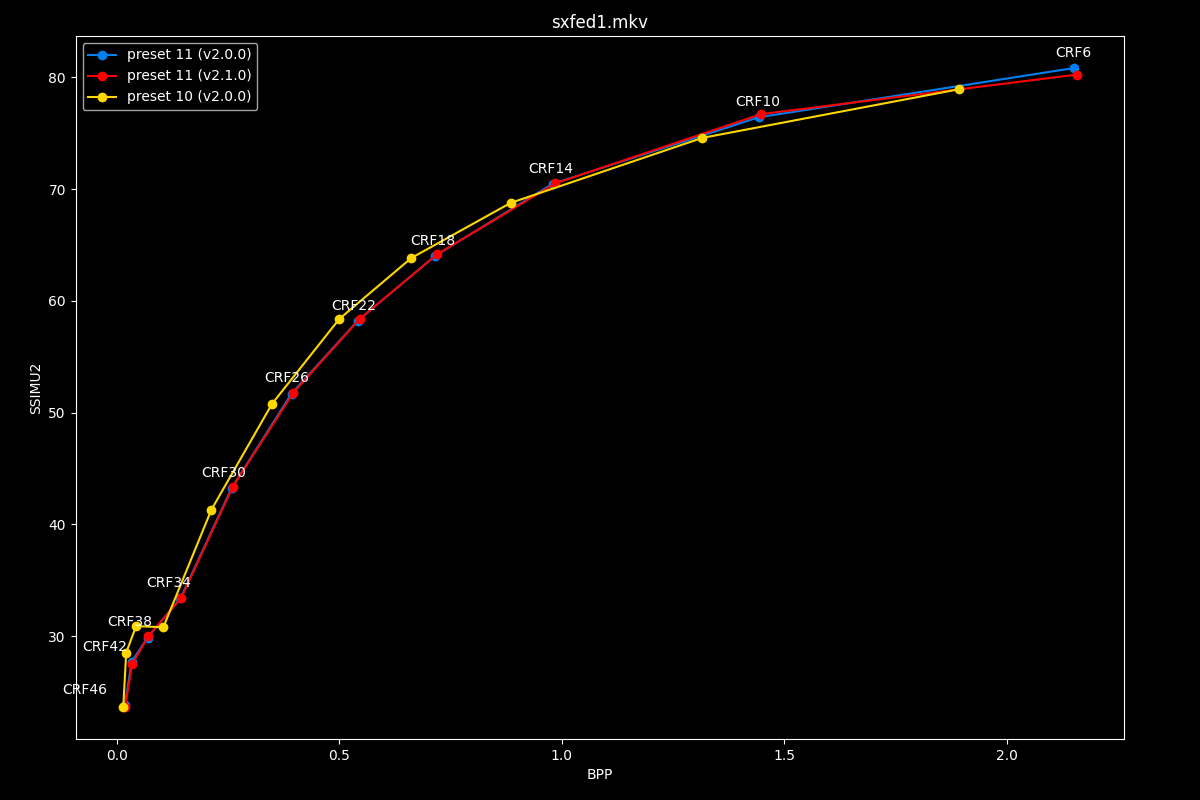 sxfed1.mkv
preset 11 (v2.0.0)
preset 11 (v2.1.0)
preset 10 (v2.0.0)
CRF6
CRF10
CRF14
CRF18
CRF22
CRF26
CRF30
CRF34
CRF38
CRF42
CRF46
80
70
60
50
40
30
SSIMU2
0.0
0.5
1.0
1.5
2.0
BPP